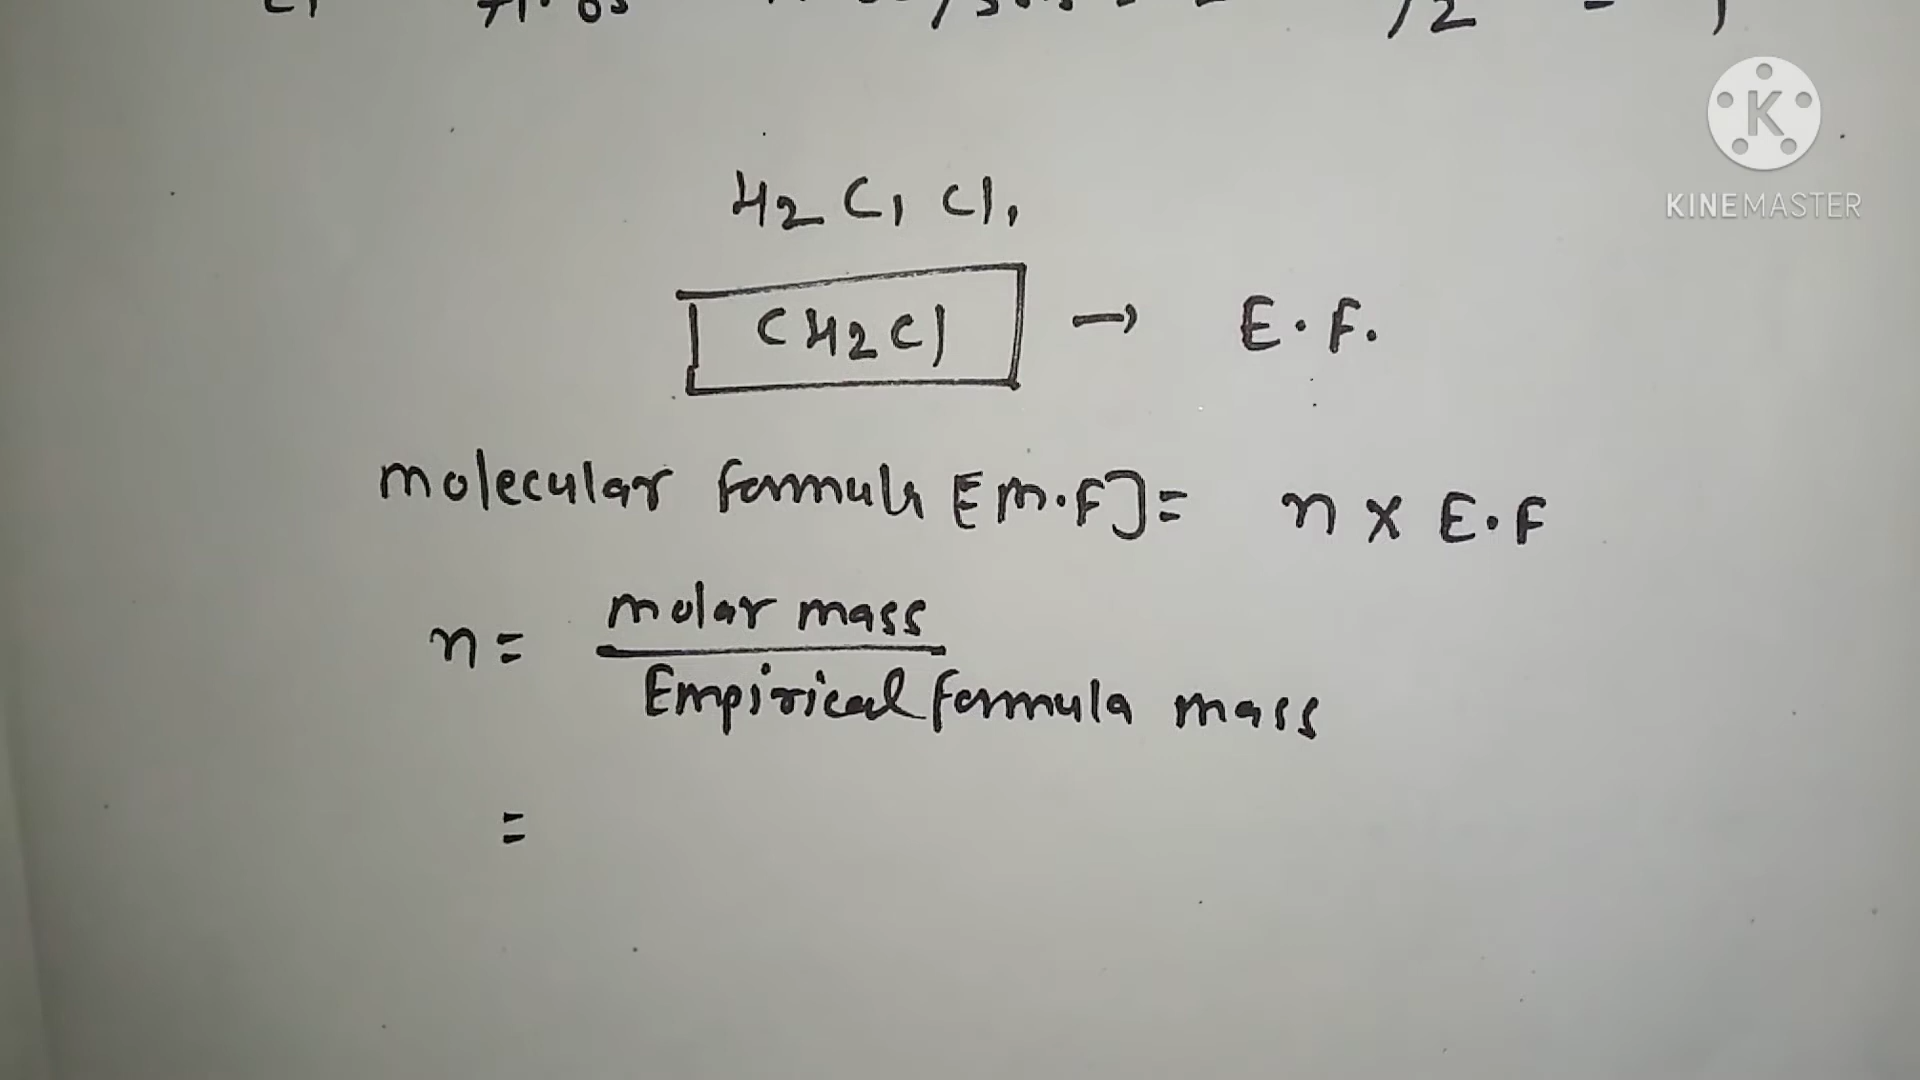 H2 C1 Cl1
CH2Cl → E.F.
molecular formula [M.F] = n x E.F
n = molar mass
Empirical formula mass
=
K
KINEMASTER